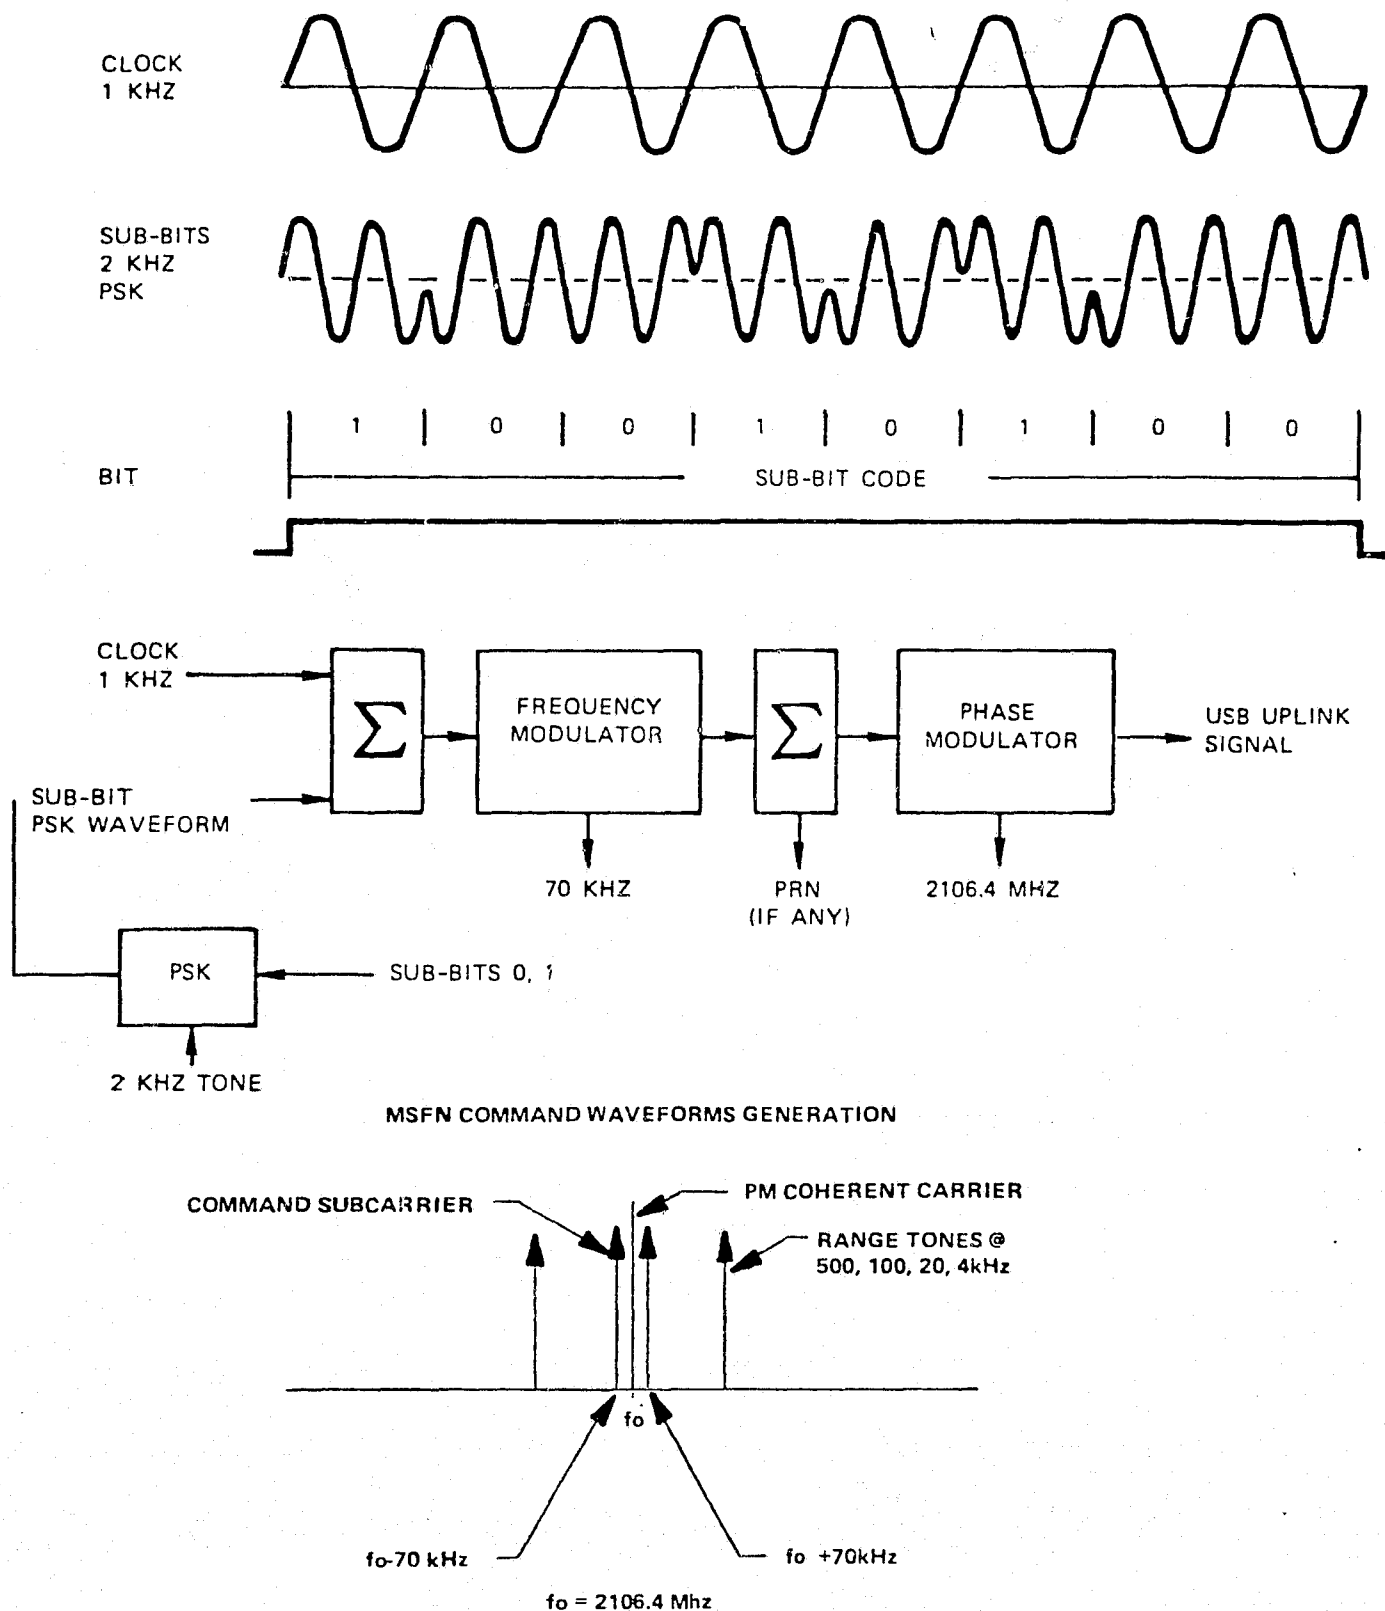 CLOCK
1 KHZ
SUB-BITS
2 KHZ
PSK
1 | 0 | 0 | 1 | 0 | 1 | 0 | 0
BIT
SUB-BIT CODE
CLOCK
1 KHZ
Σ
FREQUENCY
MODULATOR
Σ
PHASE
MODULATOR
USB UPLINK
SIGNAL
SUB-BIT
PSK WAVEFORM
70 KHZ
PRN
(IF ANY)
2106.4 MHZ
PSK
SUB-BITS 0, 1
2 KHZ TONE
MSFN COMMAND WAVEFORMS GENERATION
COMMAND SUBCARRIER
PM COHERENT CARRIER
RANGE TONES @
500, 100, 20, 4kHz
fo
fo-70 kHz
fo +70kHz
fo = 2106.4 Mhz